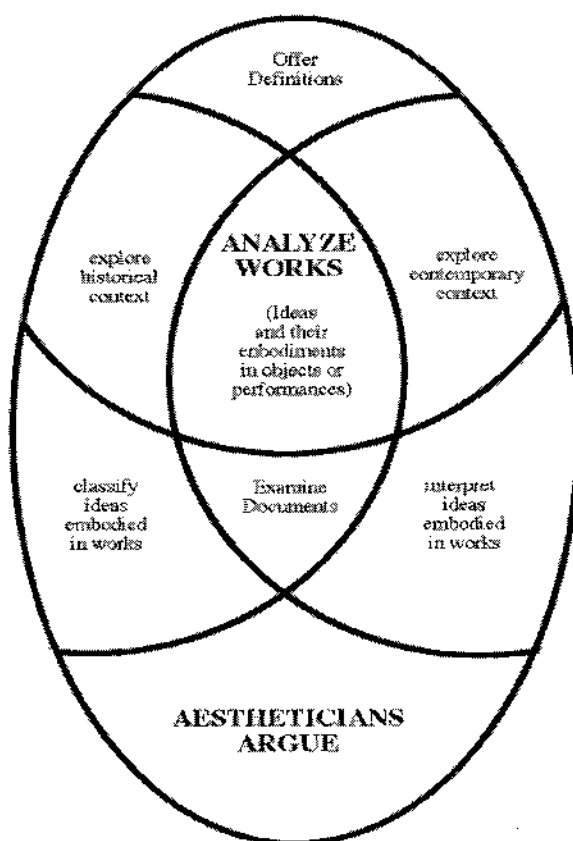 Offer
Definitions
explore
historical
context
ANALYZE
WORKS
(Ideas
and their
enbodiments
in objects or
performances)
explore
contemporary
context
classify
ideas
embodied
in works
Examine
Documents
interpret
ideas
embodied
in works
AESTHETICIANS
ARGUE